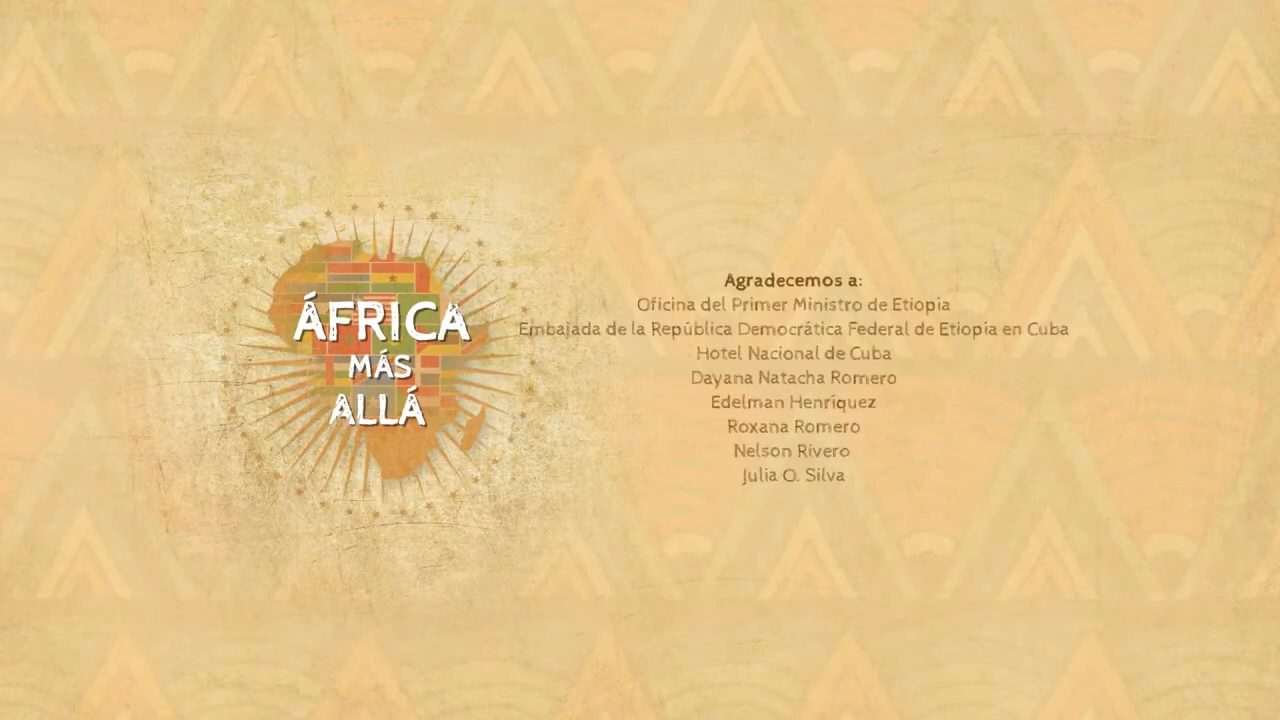 ÁFRICA
MÁS
ALLÁ
Agradecemos a:
Oficina del Primer Ministro de Etiopía
Embajada de la República Democrática Federal de Etiopía en Cuba
Hotel Nacional de Cuba
Dayana Natacha Romero
Edelman Henríquez
Roxana Romero
Nelson Rivero
Julia O. Silva